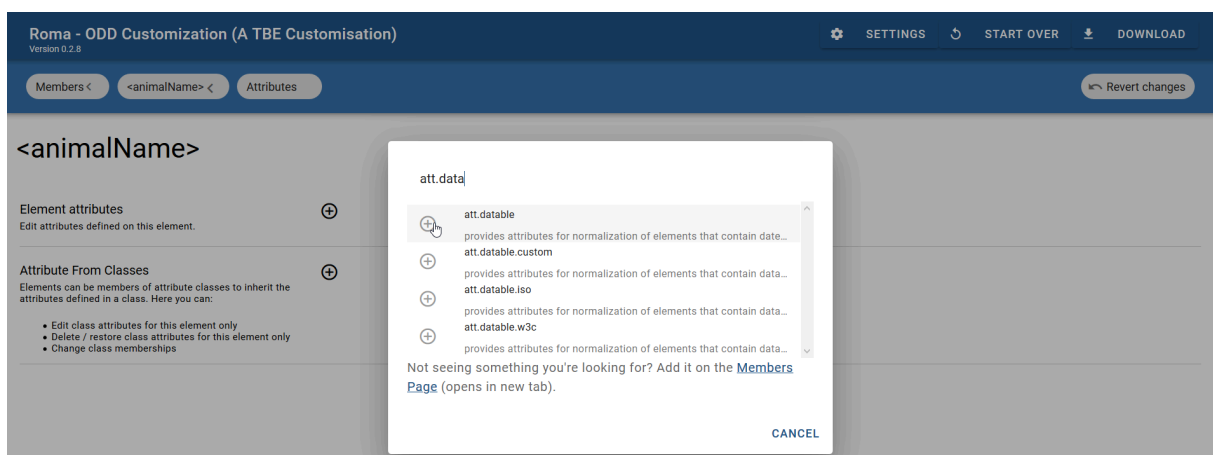 Roma - ODD Customization (A TBE Customisation)
Version 0.2.8
SETTINGS
START OVER
DOWNLOAD
Members <
<animalName> <
Attributes
Revert changes
<animalName>
Element attributes
Edit attributes defined on this element.
Attribute From Classes
Elements can be members of attribute classes to inherit the
attributes defined in a class. Here you can:
• Edit class attributes for this element only
• Delete / restore class attributes for this element only
• Change class memberships
att.data
att.datable
provides attributes for normalization of elements that contain date...
att.datable.custom
provides attributes for normalization of elements that contain data...
att.datable.iso
provides attributes for normalization of elements that contain data...
att.datable.w3c
provides attributes for normalization of elements that contain data...
Not seeing something you're looking for? Add it on the Members
Page (opens in new tab).
CANCEL